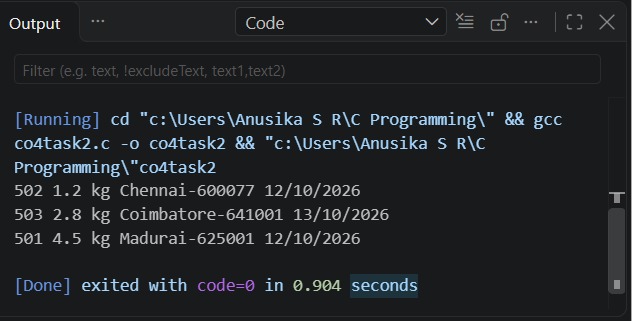 Output ... Code ...
Filter (e.g. text, !excludeText, text1,text2)
[Running] cd "c:\Users\Anusika S R\C Programming\" && gcc
co4task2.c -o co4task2 && "c:\Users\Anusika S R\C
Programming\"co4task2
502 1.2 kg Chennai-600077 12/10/2026
503 2.8 kg Coimbatore-641001 13/10/2026
501 4.5 kg Madurai-625001 12/10/2026
[Done] exited with code=0 in 0.904 seconds